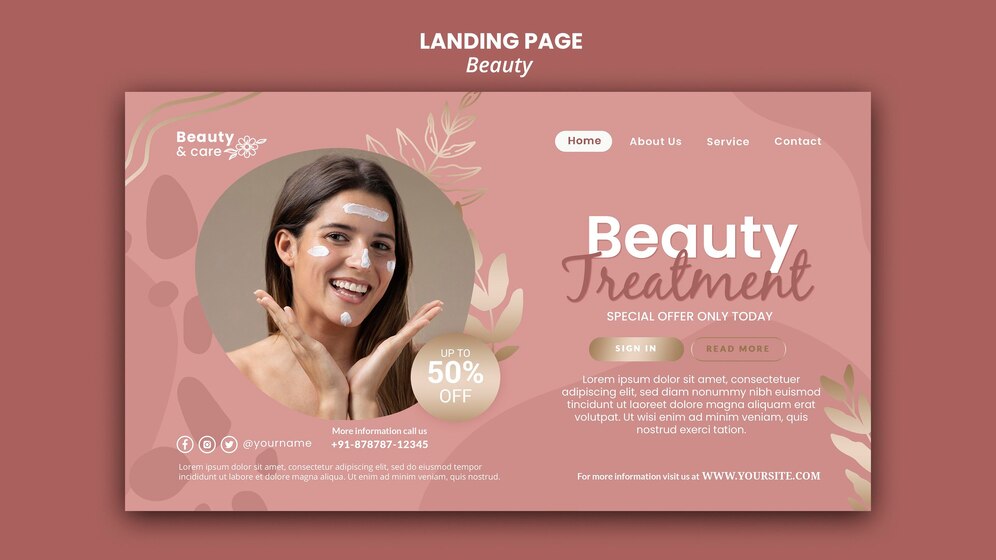 LANDING PAGE
Beauty
Beauty
& care
Home
About Us
Service
Contact
Beauty
Treatment
SPECIAL OFFER ONLY TODAY
SIGN IN
READ MORE
Lorem ipsum dolor sit amet, consectetuer
adipiscing elit, sed diam nonummy nibh euismod
tincidunt ut laoreet dolore magna aliquam erat
volutpat. Ut wisi enim ad minim veniam, quis
nostrud exerci tation.
UP TO
50%
OFF
More information call us
+91-878787-12345
@yourname
Lorem ipsum dolor sit amet, consectetur adipiscing elit, sed do eiusmod tempor
incididunt ut labore et dolore magna aliqua. Ut enim ad minim veniam, quis nostrud.
For more information visit us at WWW.YOURSITE.COM